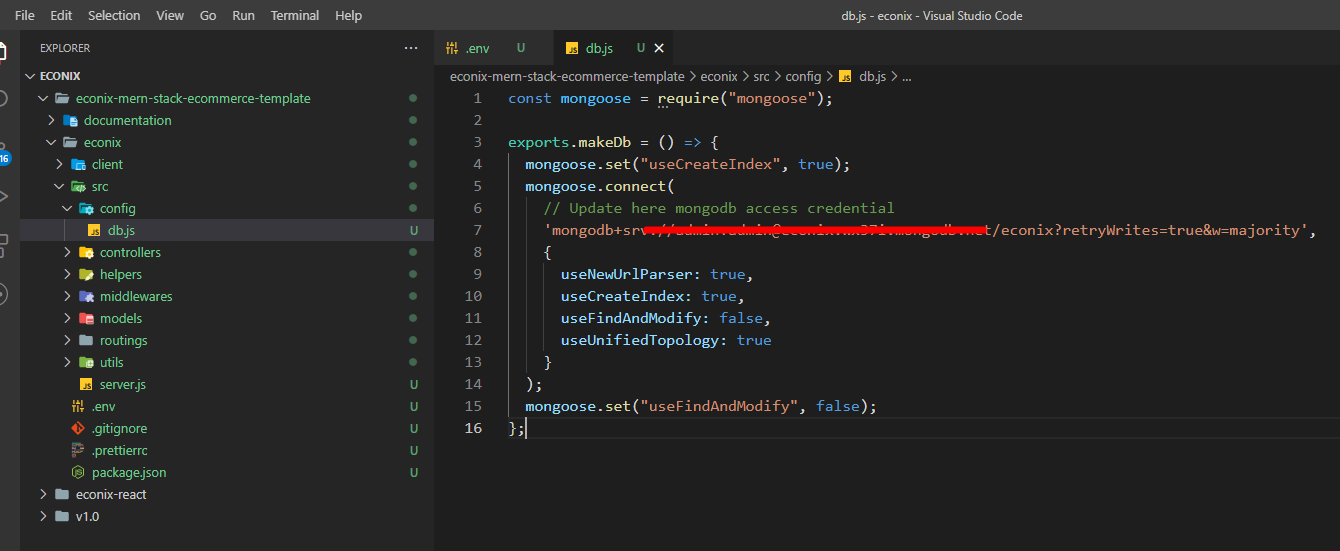 File Edit Selection View Go Run Terminal Help
db.js - econix - Visual Studio Code
EXPLORER ...
ECONIX
econix-mern-stack-ecommerce-template
documentation
econix
client
src
config
db.js U
controllers
helpers
middlewares
models
routings
utils
server.js U
.env U
.gitignore U
.prettierrc U
package.json U
econix-react
v1.0
16
.env U
JS db.js U
econix-mern-stack-ecommerce-template > econix > src > config > JS db.js > ...
1 const mongoose = require("mongoose");
2
3 exports.makeDb = () => {
4 mongoose.set("useCreateIndex", true);
5 mongoose.connect(
6 // Update here mongodb access credential
7 'mongodb+srv /econix?retryWrites=true&w=majority',
8 {
9 useNewUrlParser: true,
10 useCreateIndex: true,
11 useFindAndModify: false,
12 useUnifiedTopology: true
13 }
14 );
15 mongoose.set("useFindAndModify", false);
16 };